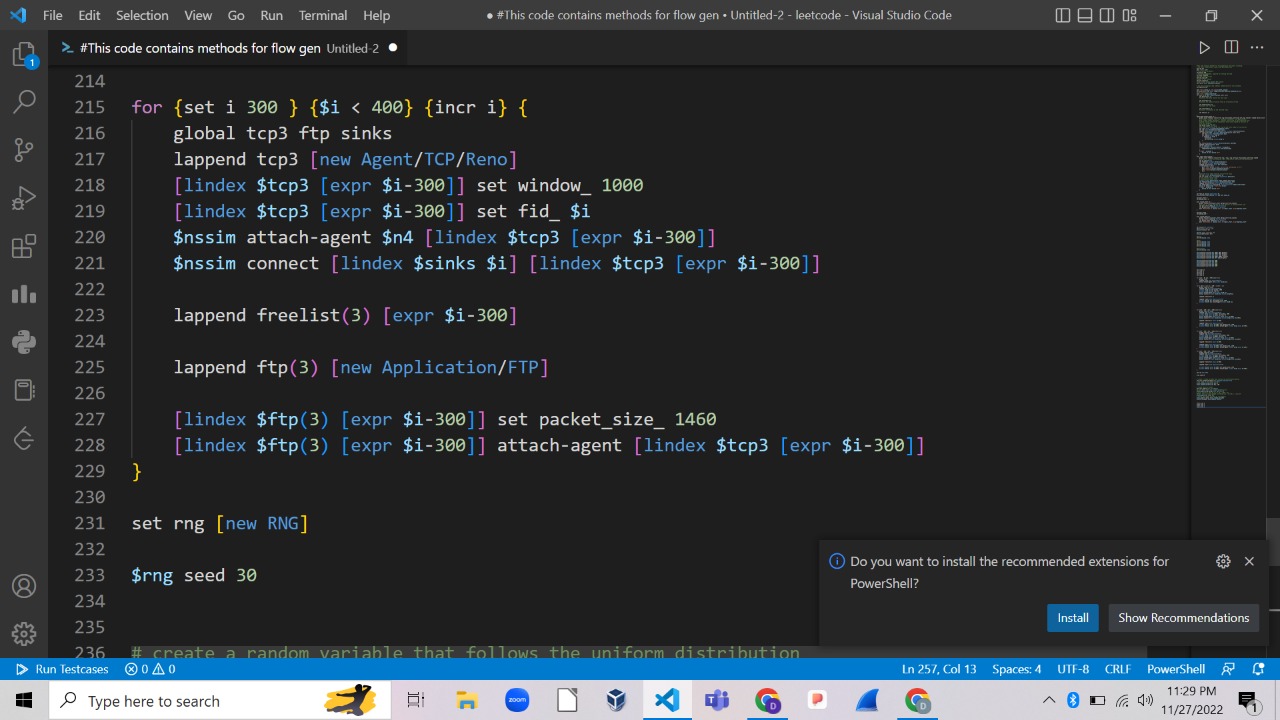 File Edit Selection View Go Run Terminal Help ● #This code contains methods for flow gen • Untitled-2 - leetcode - Visual Studio Code
#This code contains methods for flow gen Untitled-2 ●
1
214
215 for {set i 300 } {$i < 400} {incr i} {
216 global tcp3 ftp sinks
217 lappend tcp3 [new Agent/TCP/Reno]
218 [lindex $tcp3 [expr $i-300]] set window_ 1000
219 [lindex $tcp3 [expr $i-300]] set fid_ $i
220 $nssim attach-agent $n4 [lindex $tcp3 [expr $i-300]]
221 $nssim connect [lindex $sinks $i] [lindex $tcp3 [expr $i-300]]
222
223 lappend freelist(3) [expr $i-300]
224
225 lappend ftp(3) [new Application/FTP]
226
227 [lindex $ftp(3) [expr $i-300]] set packet_size_ 1460
228 [lindex $ftp(3) [expr $i-300]] attach-agent [lindex $tcp3 [expr $i-300]]
229 }
230
231 set rng [new RNG]
232
233 $rng seed 30
234
235
236 # create a random variable that follows the uniform distribution
Do you want to install the recommended extensions for
PowerShell?
Install Show Recommendations
Run Testcases 0 0 Ln 257, Col 13 Spaces: 4 UTF-8 CRLF PowerShell
Type here to search
zoom
11:29 PM
11/27/2022
1